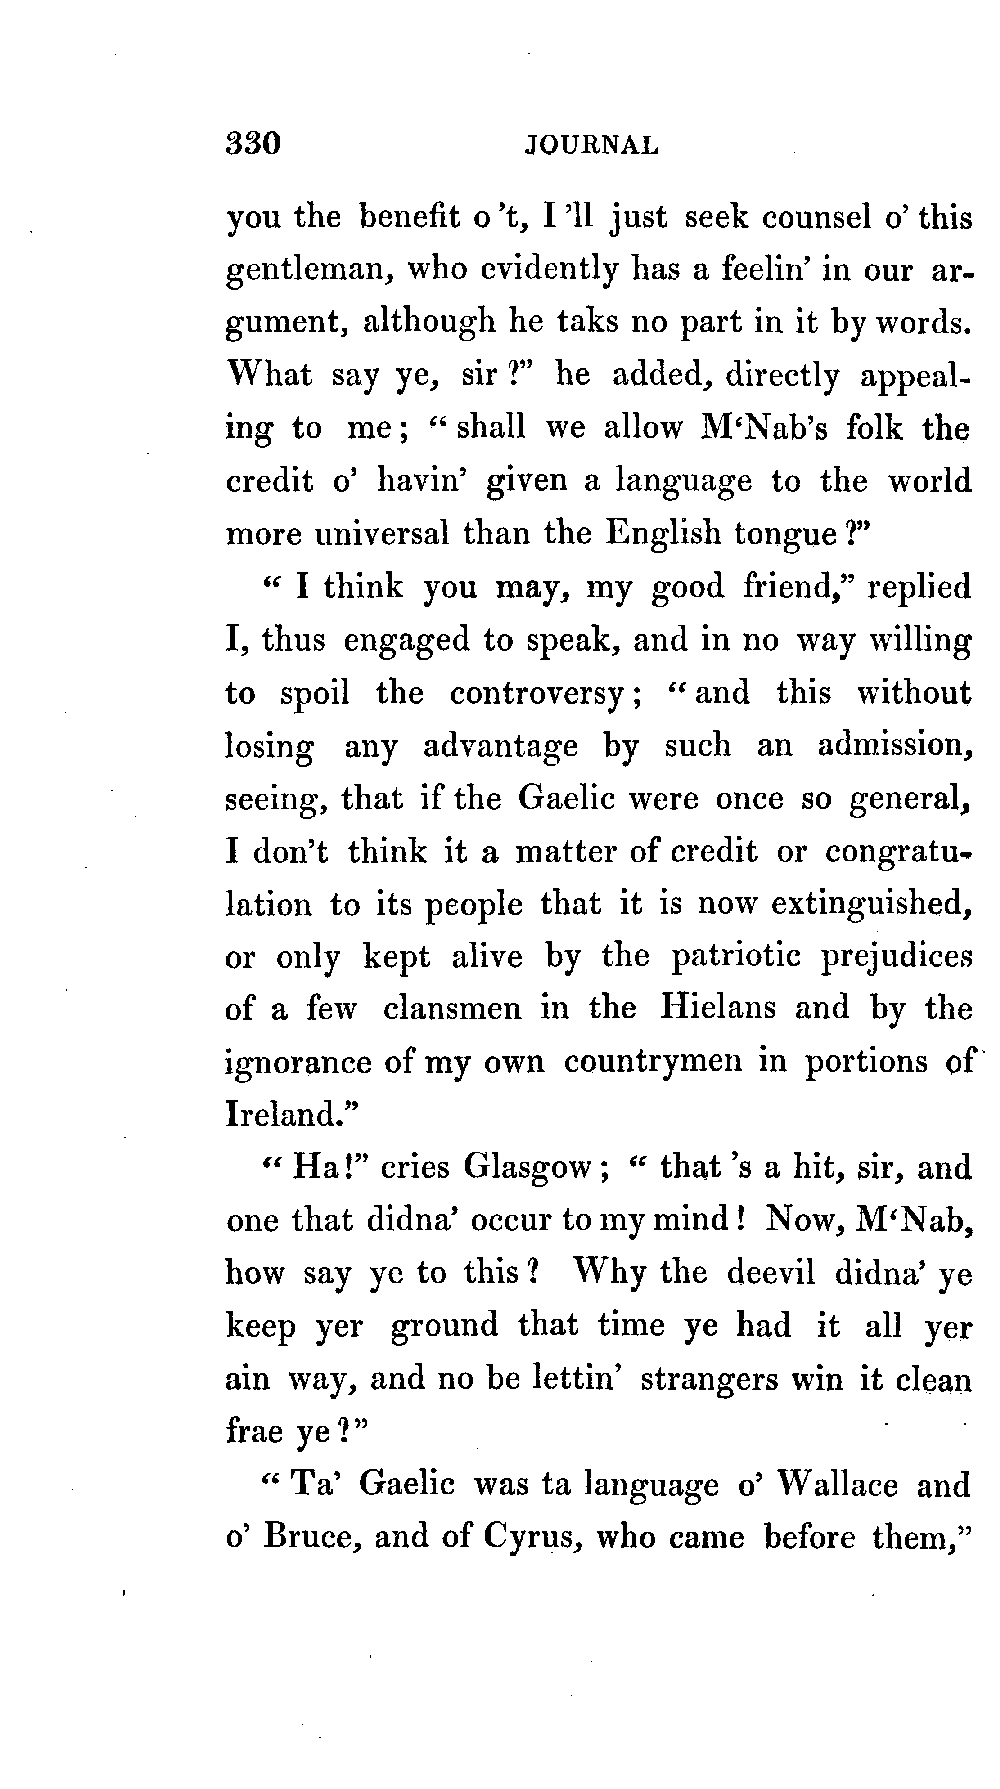 330 JOURNAL
you the benefit o 't, I 'll just seek counsel o' this
gentleman, who evidently has a feelin' in our ar-
gument, although he taks no part in it by words.
What say ye, sir ?” he added, directly appeal-
ing to me ; “ shall we allow M‘Nab's folk the
credit o' havin' given a language to the world
more universal than the English tongue ?”
“ I think you may, my good friend,” replied
I, thus engaged to speak, and in no way willing
to spoil the controversy ; “ and this without
losing any advantage by such an admission,
seeing, that if the Gaelic were once so general,
I don't think it a matter of credit or congratu-
lation to its people that it is now extinguished,
or only kept alive by the patriotic prejudices
of a few clansmen in the Hielans and by the
ignorance of my own countrymen in portions of
Ireland.”
“ Ha !” cries Glasgow ; “ that 's a hit, sir, and
one that didna' occur to my mind ! Now, M‘Nab,
how say ye to this ? Why the deevil didna' ye
keep yer ground that time ye had it all yer
ain way, and no be lettin' strangers win it clean
frae ye ?”
“ Ta' Gaelic was ta language o' Wallace and
o' Bruce, and of Cyrus, who came before them,”